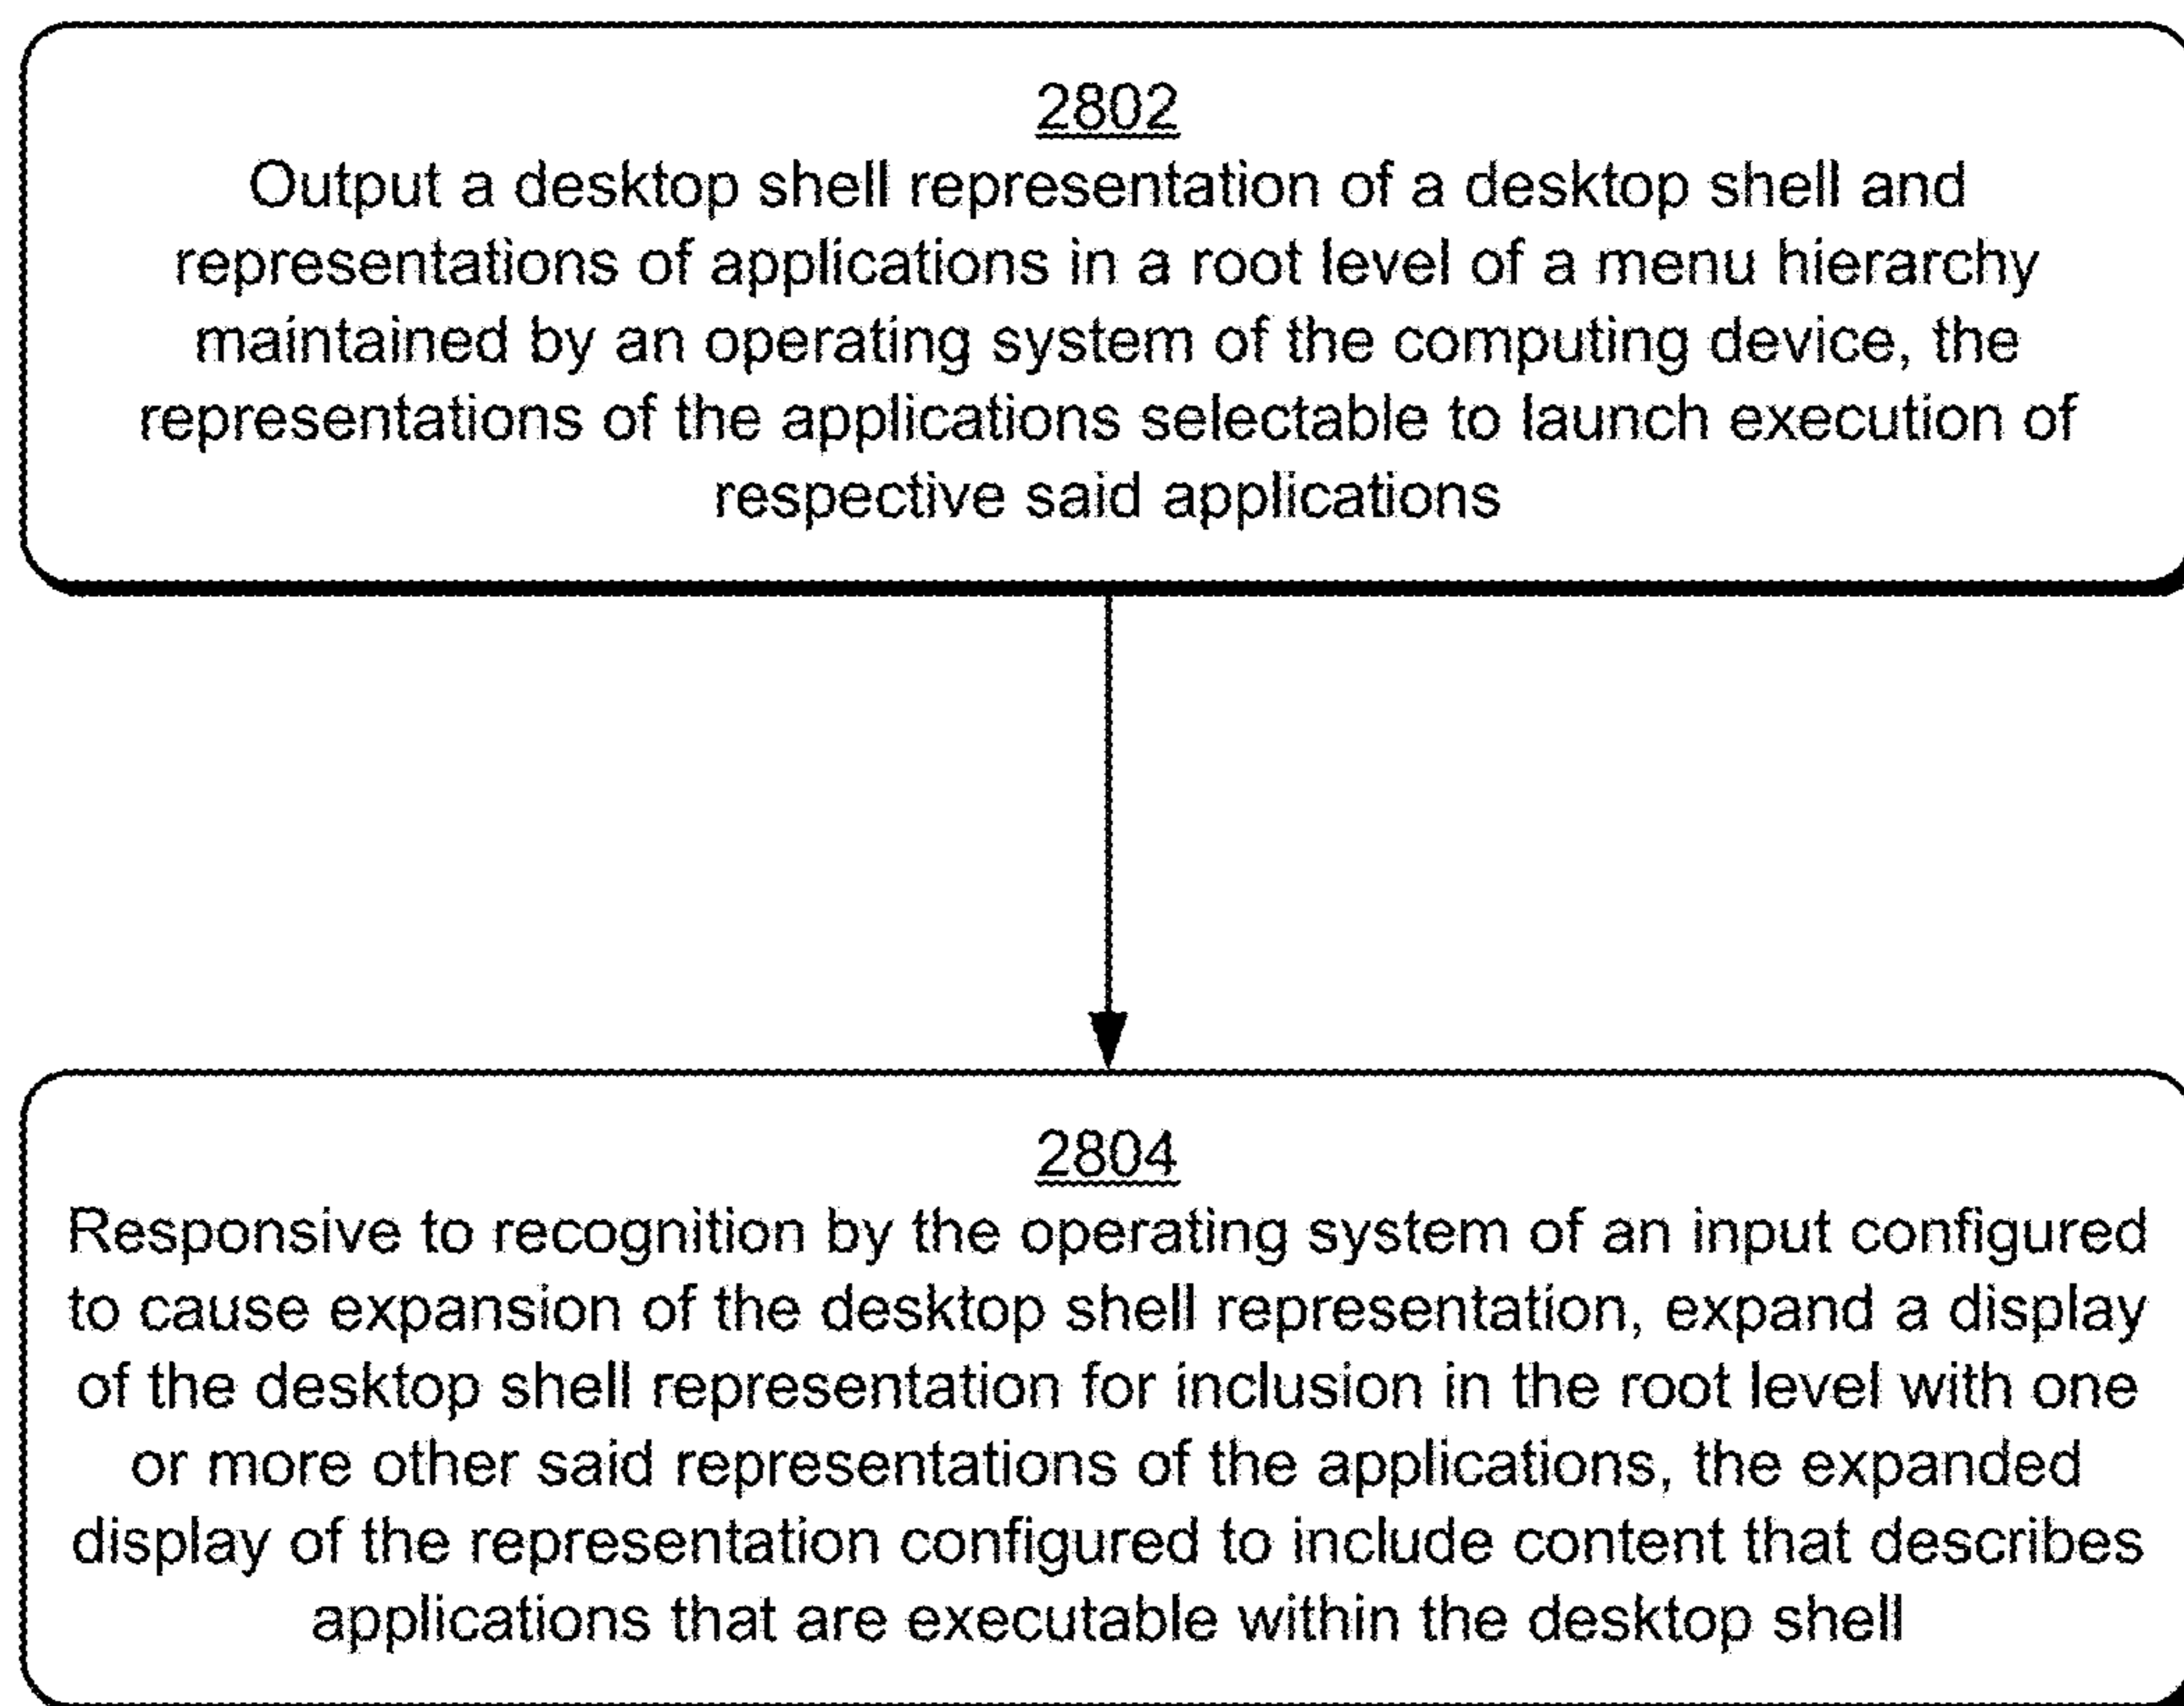 2802
Output a desktop shell representation of a desktop shell and
representations of applications in a root level of a menu hierarchy
maintained by an operating system of the computing device, the
representations of the applications selectable to launch execution of
respective said applications
2804
Responsive to recognition by the operating system of an input configured
to cause expansion of the desktop shell representation, expand a display
of the desktop shell representation for inclusion in the root level with one
or more other said representations of the applications, the expanded
display of the representation configured to include content that describes
applications that are executable within the desktop shell